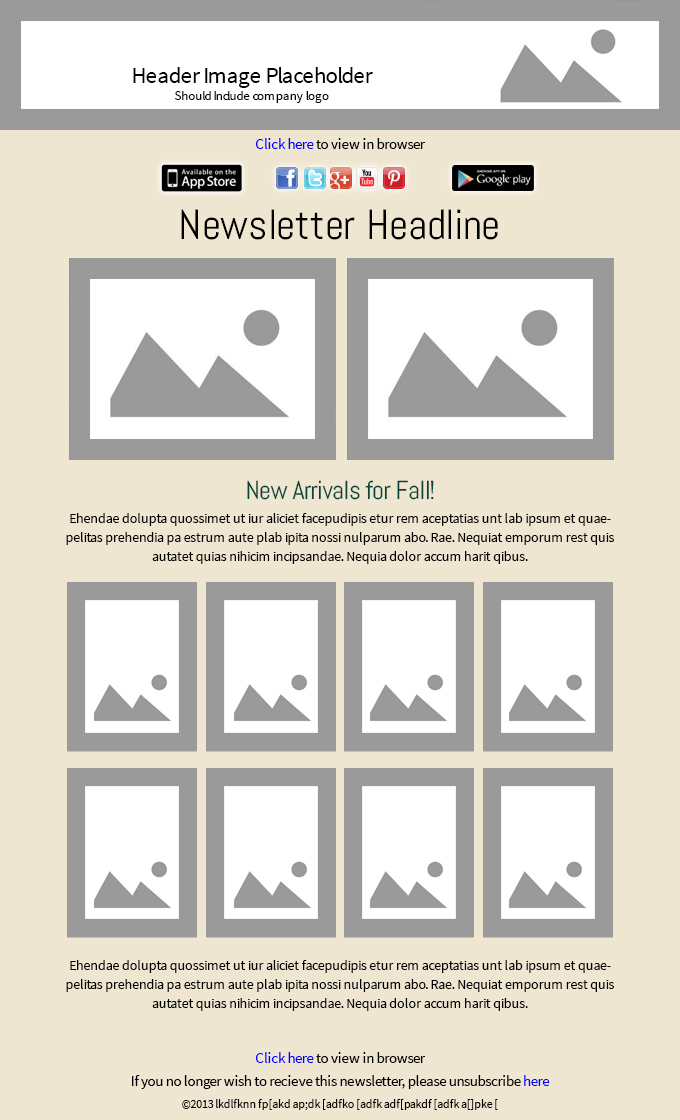 Header Image Placeholder
Should Include company logo
Click here to view in browser
Available on the
App Store
f
t
g+
You
Tube
P
ANDROID APP ON
Google play
Newsletter Headline
New Arrivals for Fall!
Ehendae dolupta quossimet ut iur aliciet facepudipis etur rem aceptatias unt lab ipsum et quae-
pelitas prehendia pa estrum aute plab ipita nossi nulparum abo. Rae. Nequiat emporum rest quis
autatet quias nihicim incipsandae. Nequia dolor accum harit qibus.
Ehendae dolupta quossimet ut iur aliciet facepudipis etur rem aceptatias unt lab ipsum et quae-
pelitas prehendia pa estrum aute plab ipita nossi nulparum abo. Rae. Nequiat emporum rest quis
autatet quias nihicim incipsandae. Nequia dolor accum harit qibus.
Click here to view in browser
If you no longer wish to recieve this newsletter, please unsubscribe here
©2013 lkdlfknn fp[akd ap;dk [adfko [adfk adf[pakdf [adfk a[]pke [